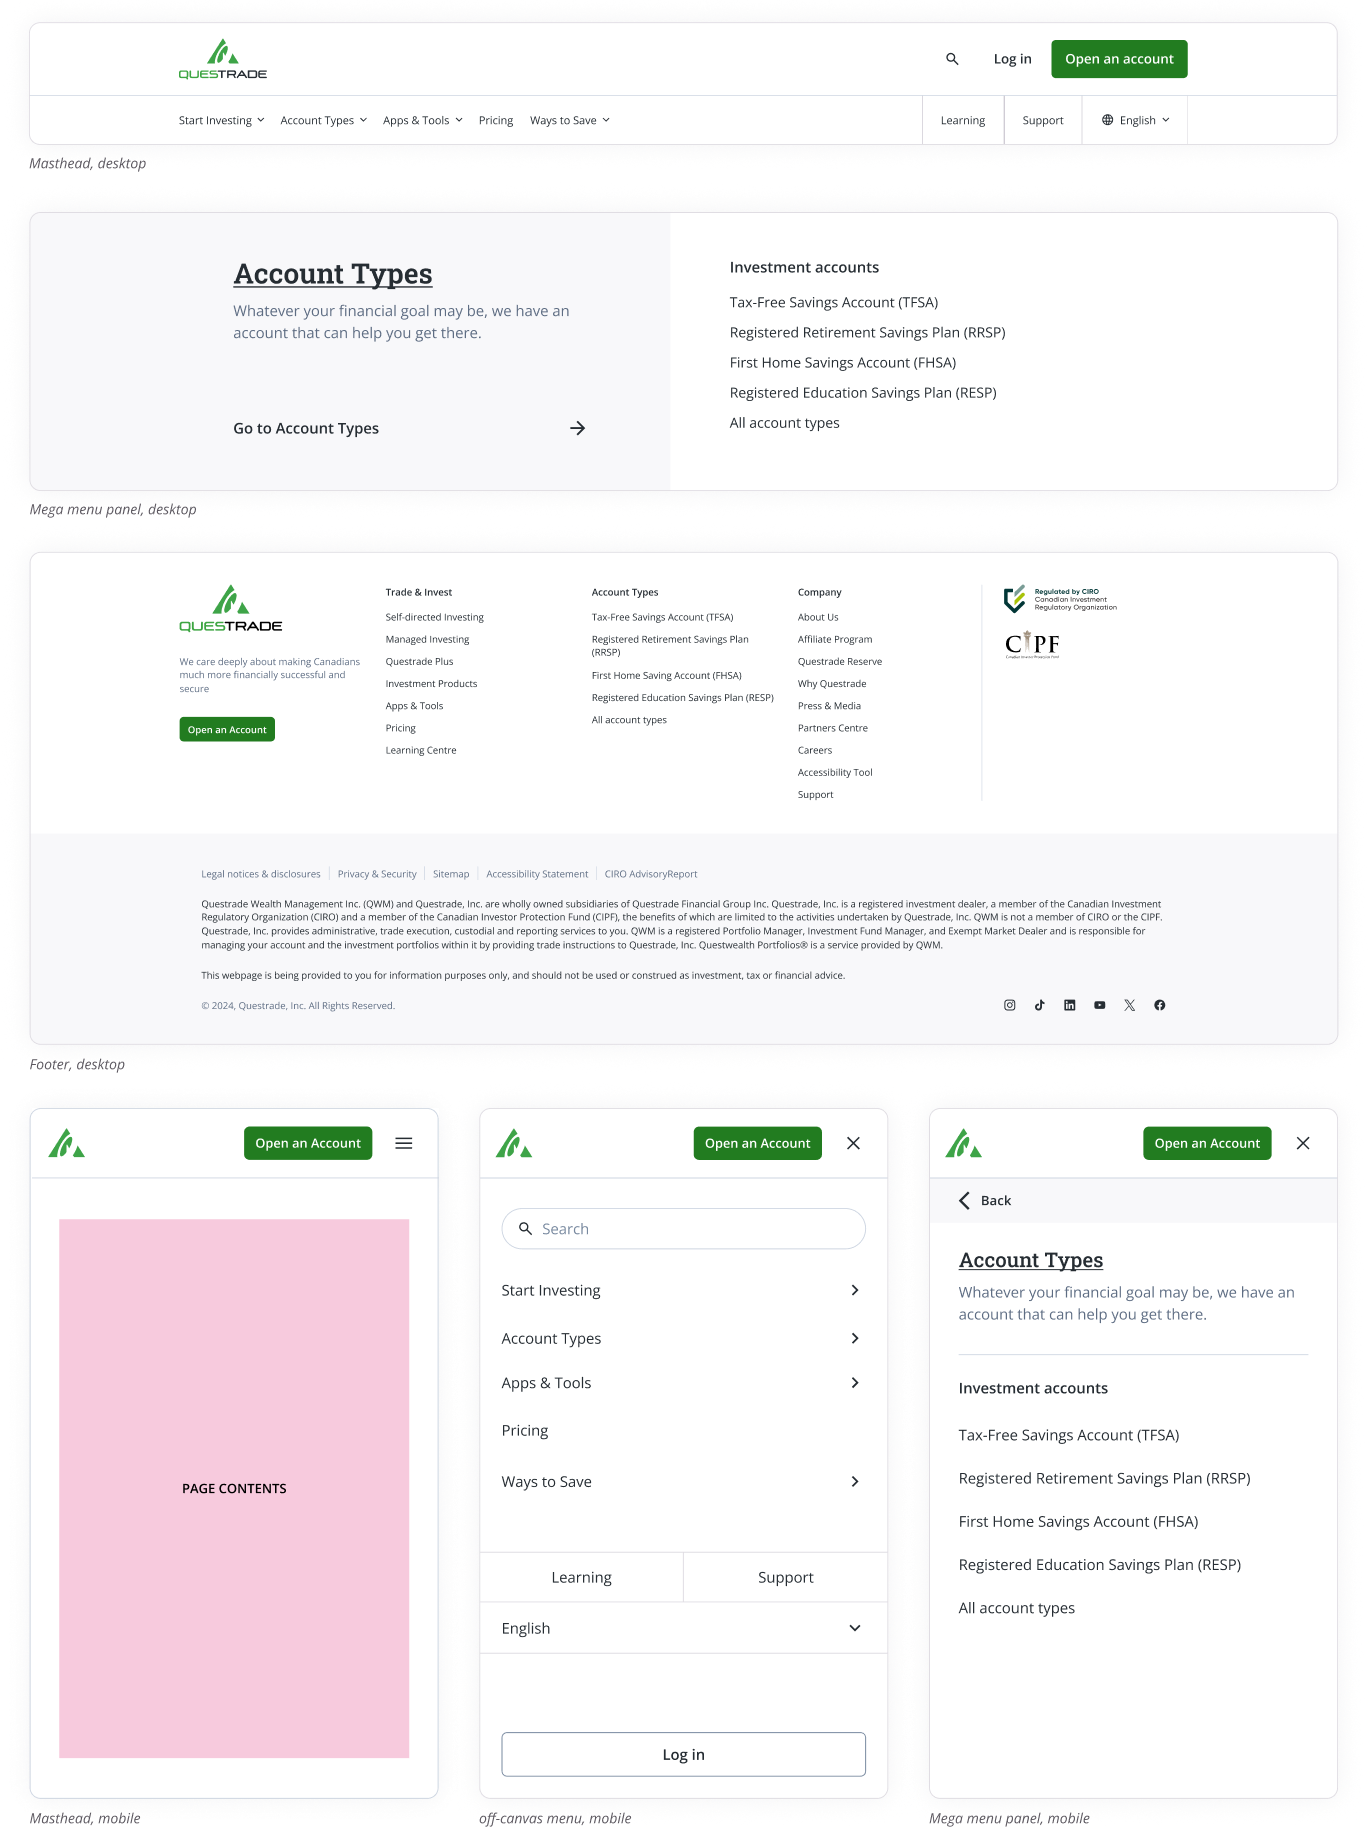 QUESTRADE
Log in
Open an account
Start Investing
Account Types
Apps & Tools
Pricing
Ways to Save
Learning
Support
English
Masthead, desktop
Account Types
Whatever your financial goal may be, we have an
account that can help you get there.
Go to Account Types
Investment accounts
Tax-Free Savings Account (TFSA)
Registered Retirement Savings Plan (RRSP)
First Home Savings Account (FHSA)
Registered Education Savings Plan (RESP)
All account types
Mega menu panel, desktop
QUESTRADE
We care deeply about making Canadians
much more financially successful and
secure
Open an Account
Trade & Invest
Self-directed Investing
Managed Investing
Questrade Plus
Investment Products
Apps & Tools
Pricing
Learning Centre
Account Types
Tax-Free Savings Account (TFSA)
Registered Retirement Savings Plan
(RRSP)
First Home Saving Account (FHSA)
Registered Education Savings Plan (RESP)
All account types
Company
About Us
Affiliate Program
Questrade Reserve
Why Questrade
Press & Media
Partners Centre
Careers
Accessibility Tool
Support
Regulated by CIRO
Canadian Investment
Regulatory Organization
CIPF
Canadian Investor Protection Fund
Legal notices & disclosures
Privacy & Security
Sitemap
Accessibility Statement
CIRO AdvisoryReport
Questrade Wealth Management Inc. (QWM) and Questrade, Inc. are wholly owned subsidiaries of Questrade Financial Group Inc. Questrade, Inc. is a registered investment dealer, a member of the Canadian Investment
Regulatory Organization (CIRO) and a member of the Canadian Investor Protection Fund (CIPF), the benefits of which are limited to the activities undertaken by Questrade, Inc. QWM is not a member of CIRO or the CIPF.
Questrade, Inc. provides administrative, trade execution, custodial and reporting services to you. QWM is a registered Portfolio Manager, Investment Fund Manager, and Exempt Market Dealer and is responsible for
managing your account and the investment portfolios within it by providing trade instructions to Questrade, Inc. Questwealth Portfolios® is a service provided by QWM.
This webpage is being provided to you for information purposes only, and should not be used or construed as investment, tax or financial advice.
© 2024, Questrade, Inc. All Rights Reserved.
Footer, desktop
Open an Account
PAGE CONTENTS
Masthead, mobile
Open an Account
Search
Start Investing
Account Types
Apps & Tools
Pricing
Ways to Save
Learning
Support
English
Log in
off-canvas menu, mobile
Open an Account
Back
Account Types
Whatever your financial goal may be, we have an
account that can help you get there.
Investment accounts
Tax-Free Savings Account (TFSA)
Registered Retirement Savings Plan (RRSP)
First Home Savings Account (FHSA)
Registered Education Savings Plan (RESP)
All account types
Mega menu panel, mobile